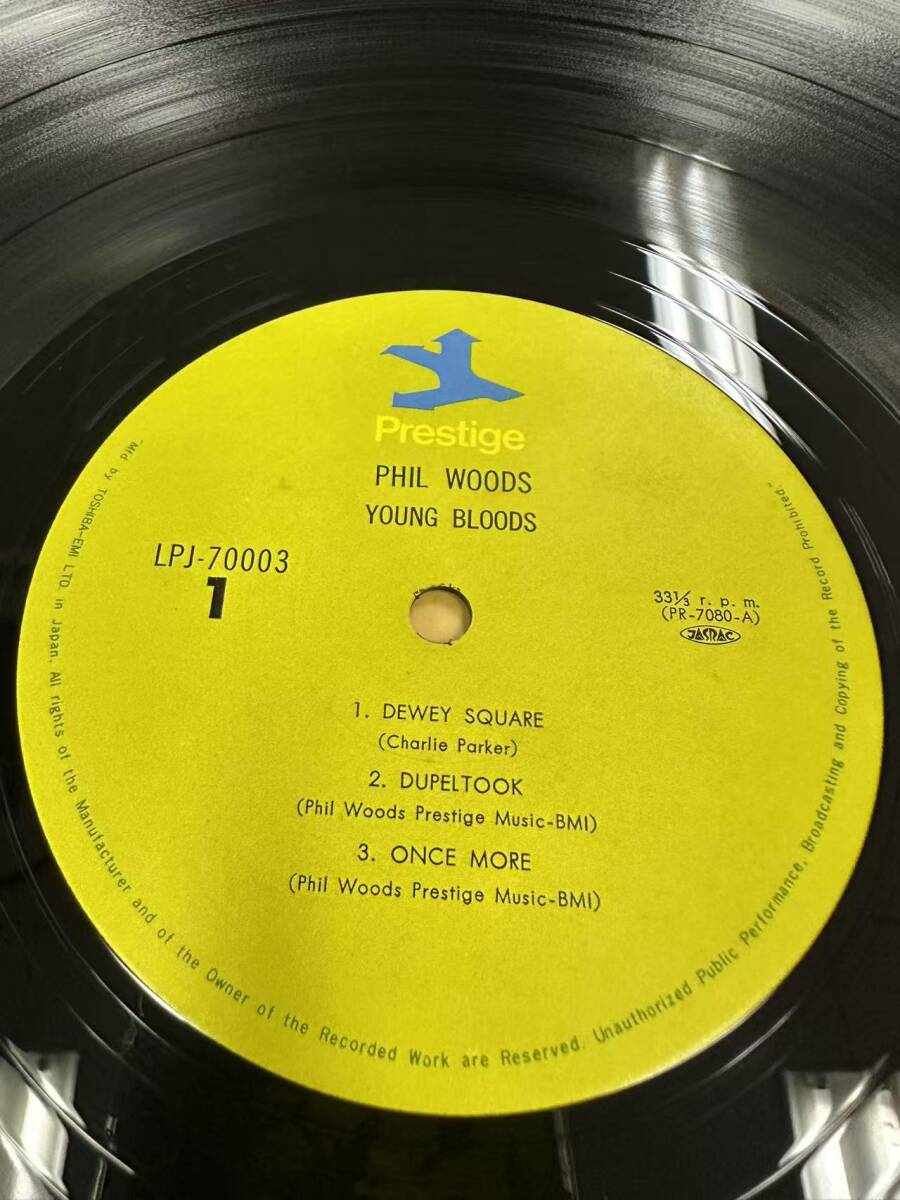 Prestige
PHIL WOODS
YOUNG BLOODS
LPJ-70003
1
33⅓ r. p. m.
(PR-7080-A)
JASRAC
1. DEWEY SQUARE
(Charlie Parker)
2. DUPELTOOK
(Phil Woods Prestige Music-BMI)
3. ONCE MORE
(Phil Woods Prestige Music-BMI)
"Mfd by TOSHIBA-EMI LTD. in Japan. All rights of the Manufacturer and of the Owner of the Recorded Work are Reserved. Unauthorized Public Performance, Broadcasting and Copying of the Record Prohibited."